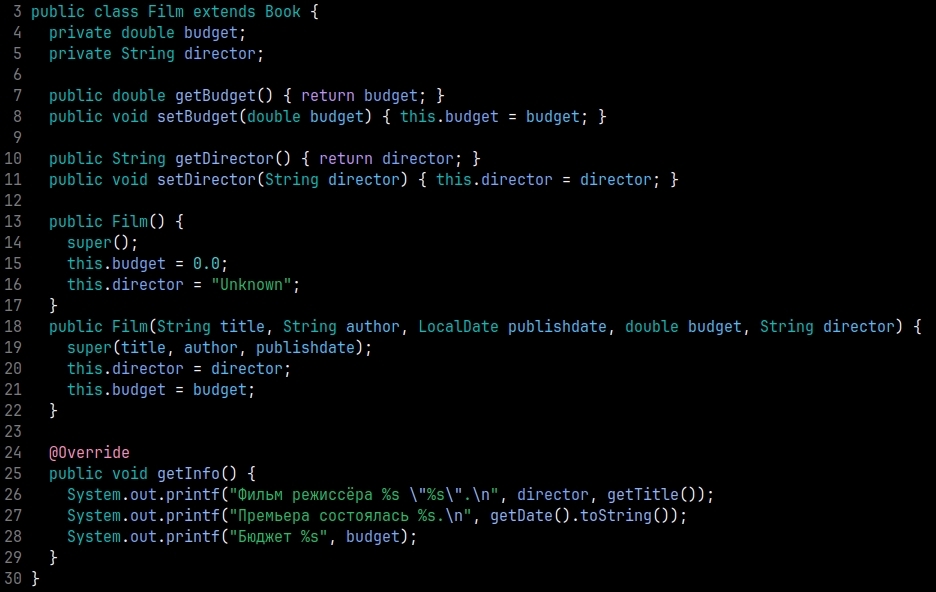 3 public class Film extends Book {
4   private double budget;
5   private String director;
6
7   public double getBudget() { return budget; }
8   public void setBudget(double budget) { this.budget = budget; }
9
10   public String getDirector() { return director; }
11   public void setDirector(String director) { this.director = director; }
12
13   public Film() {
14     super();
15     this.budget = 0.0;
16     this.director = "Unknown";
17   }
18   public Film(String title, String author, LocalDate publishdate, double budget, String director) {
19     super(title, author, publishdate);
20     this.director = director;
21     this.budget = budget;
22   }
23
24   @Override
25   public void getInfo() {
26     System.out.printf("Фильм режиссёра %s \"%s\".\n", director, getTitle());
27     System.out.printf("Премьера состоялась %s.\n", getDate().toString());
28     System.out.printf("Бюджет %s", budget);
29   }
30 }